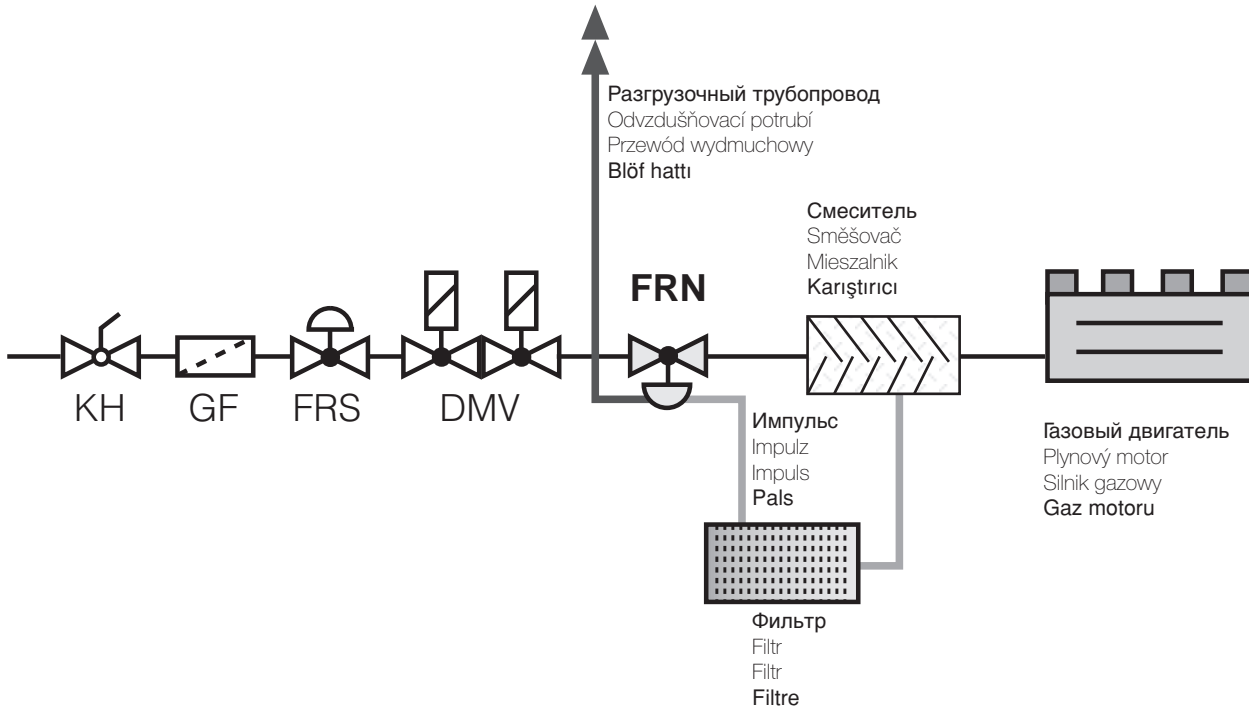 Разгрузочный трубопровод
Odvzdušňovací potrubí
Przewód wydmuchowy
Blöf hattı
Смеситель
Směšovač
Mieszalnik
Karıştırıcı
FRN
KH
GF
FRS
DMV
Импульс
Impulz
Impuls
Pals
Газовый двигатель
Plynový motor
Silnik gazowy
Gaz motoru
Фильтр
Filtr
Filtr
Filtre